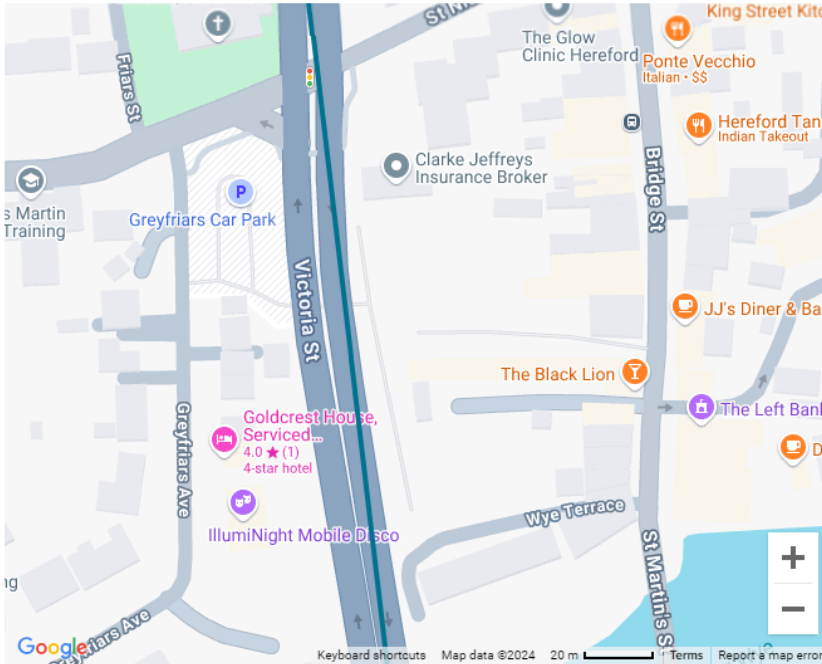 St Ni
King Street Kitc
The Glow
Clinic Hereford
Ponte Vecchio
Italian • $$
Friars St
Hereford Tan
Indian Takeout
Clarke Jeffreys
Insurance Broker
Bridge St
s Martin
Training
P
Greyfriars Car Park
Victoria St
JJ's Diner & Ba
The Black Lion
The Left Bank
Goldcrest House,
Serviced...
4.0 ★ (1)
4-star hotel
Greyfriars Ave
D
IllumiNight Mobile Disco
Wye Terrace
St Martin's S
ng
+
−
Greyfriars Ave
Google
Keyboard shortcuts
Map data ©2024
20 m
Terms
Report a map error